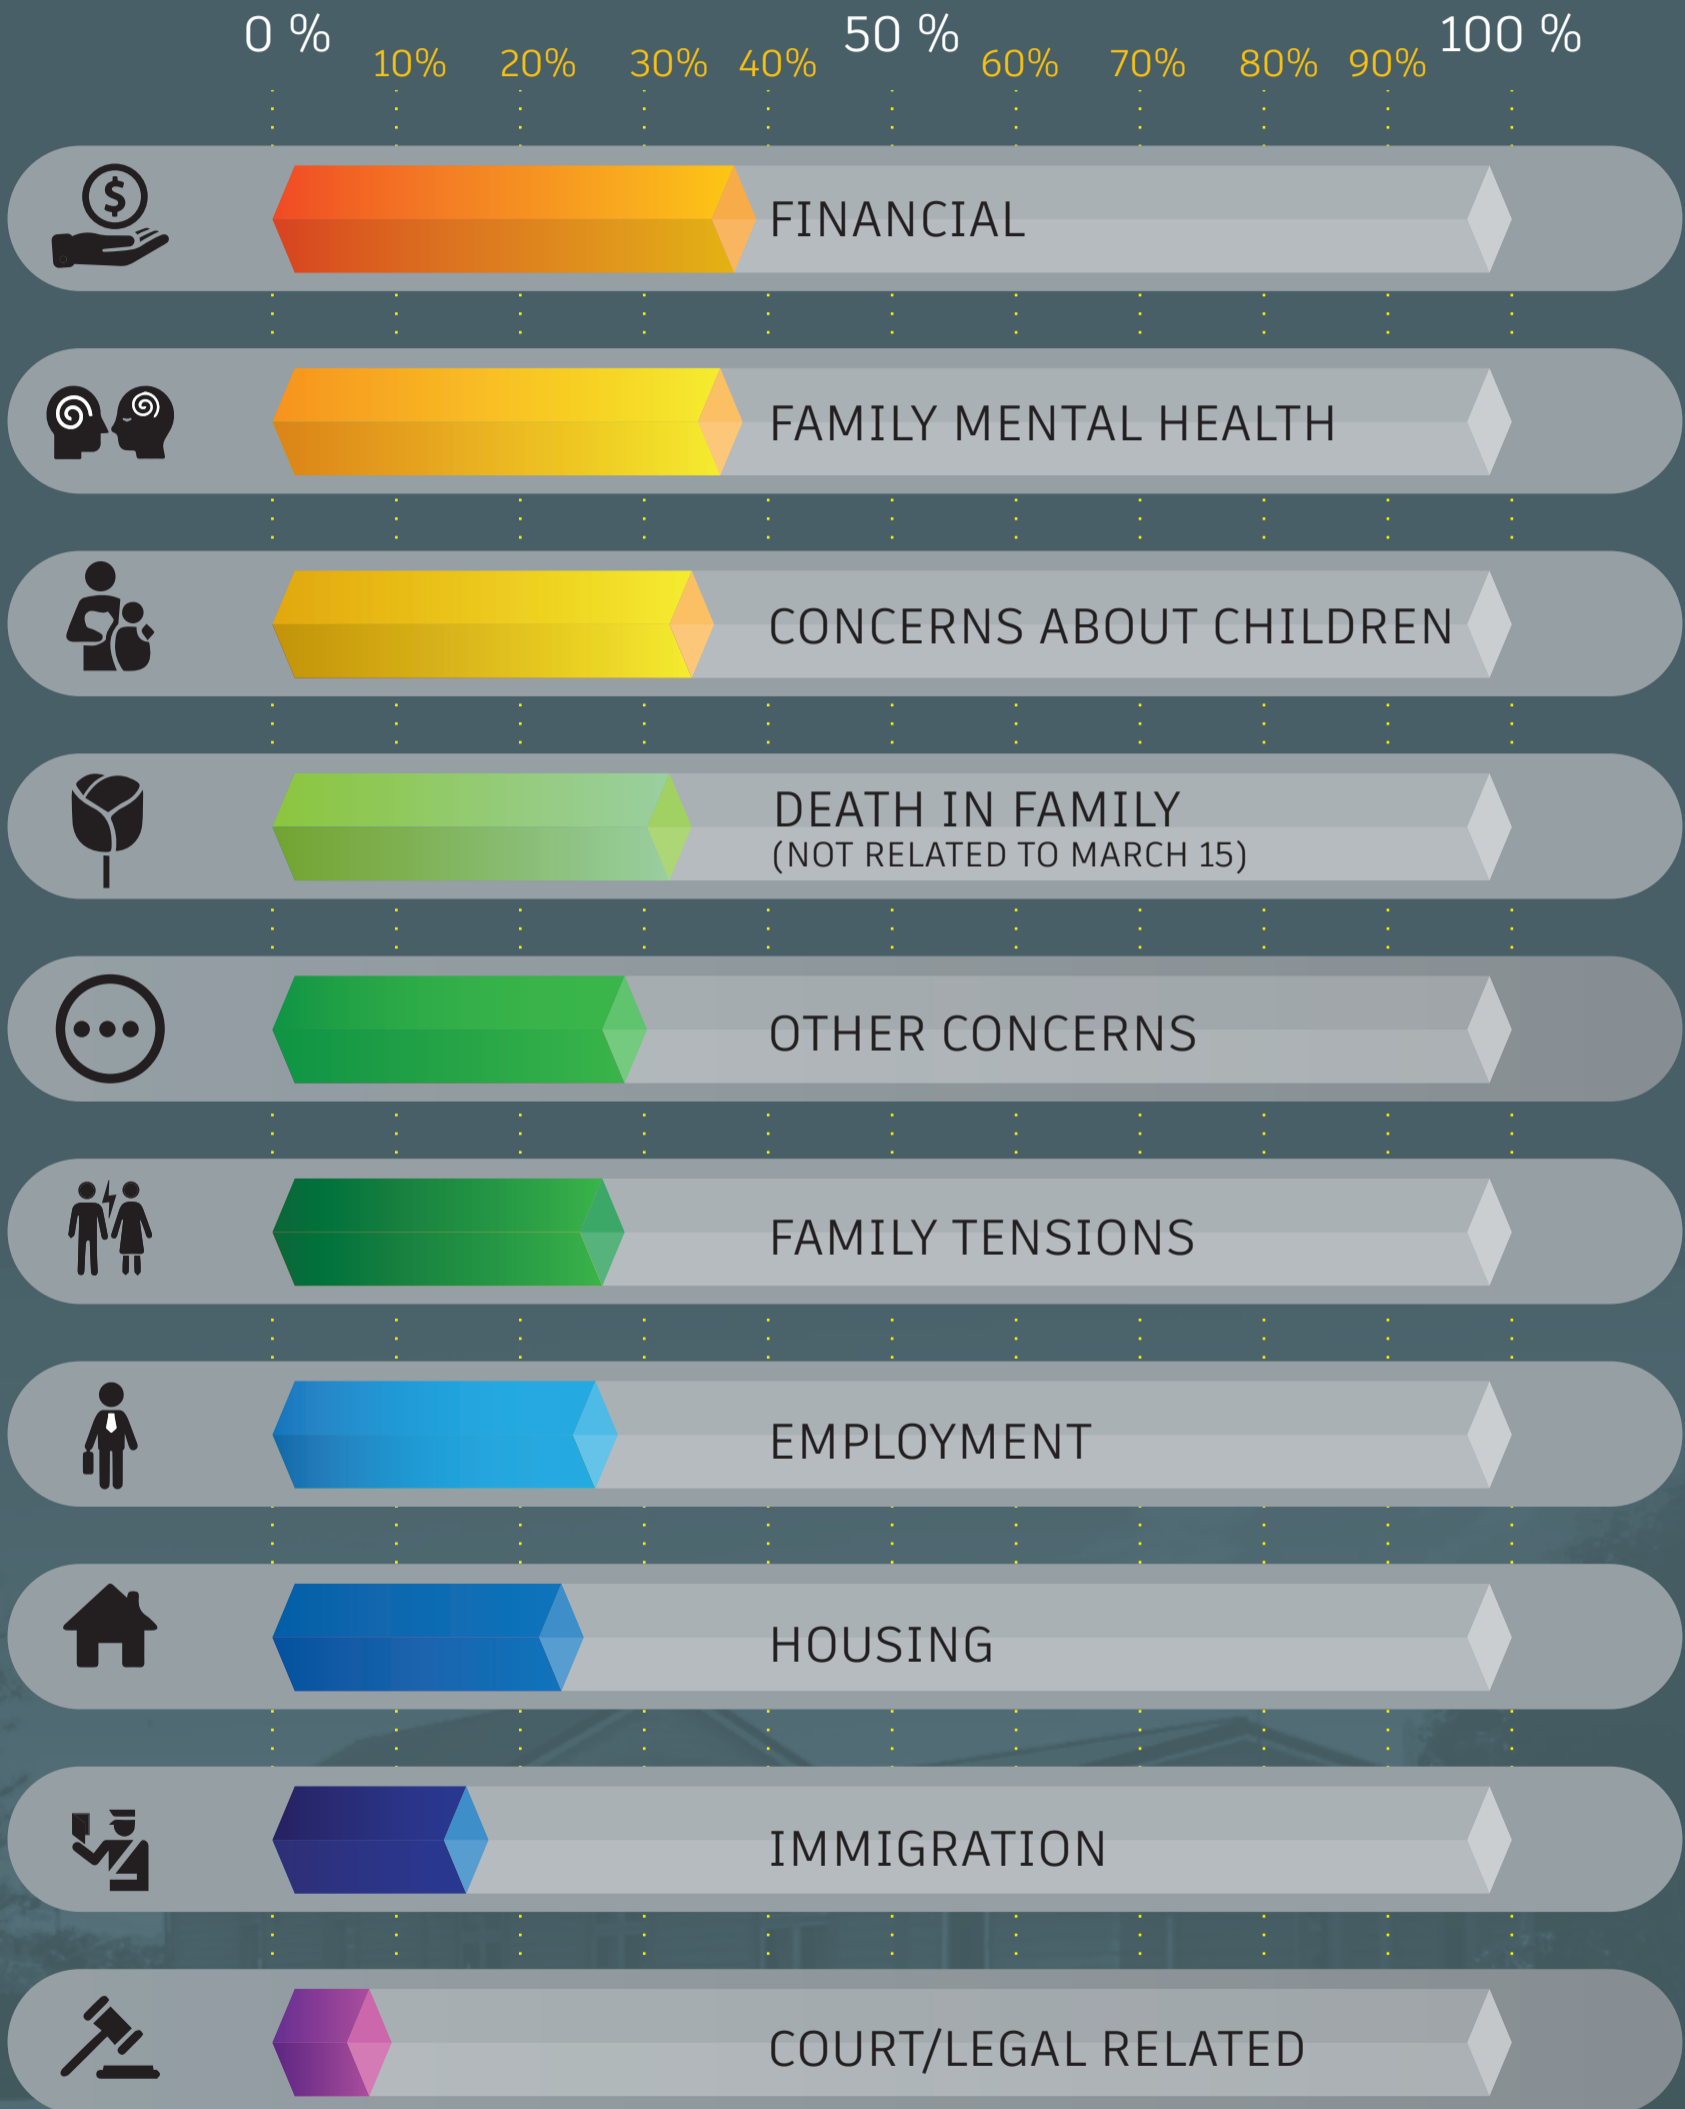 0 % 10% 20% 30% 40% 50 % 60% 70% 80% 90% 100 %
$
FINANCIAL
FAMILY MENTAL HEALTH
CONCERNS ABOUT CHILDREN
DEATH IN FAMILY
(NOT RELATED TO MARCH 15)
OTHER CONCERNS
FAMILY TENSIONS
EMPLOYMENT
HOUSING
IMMIGRATION
COURT/LEGAL RELATED